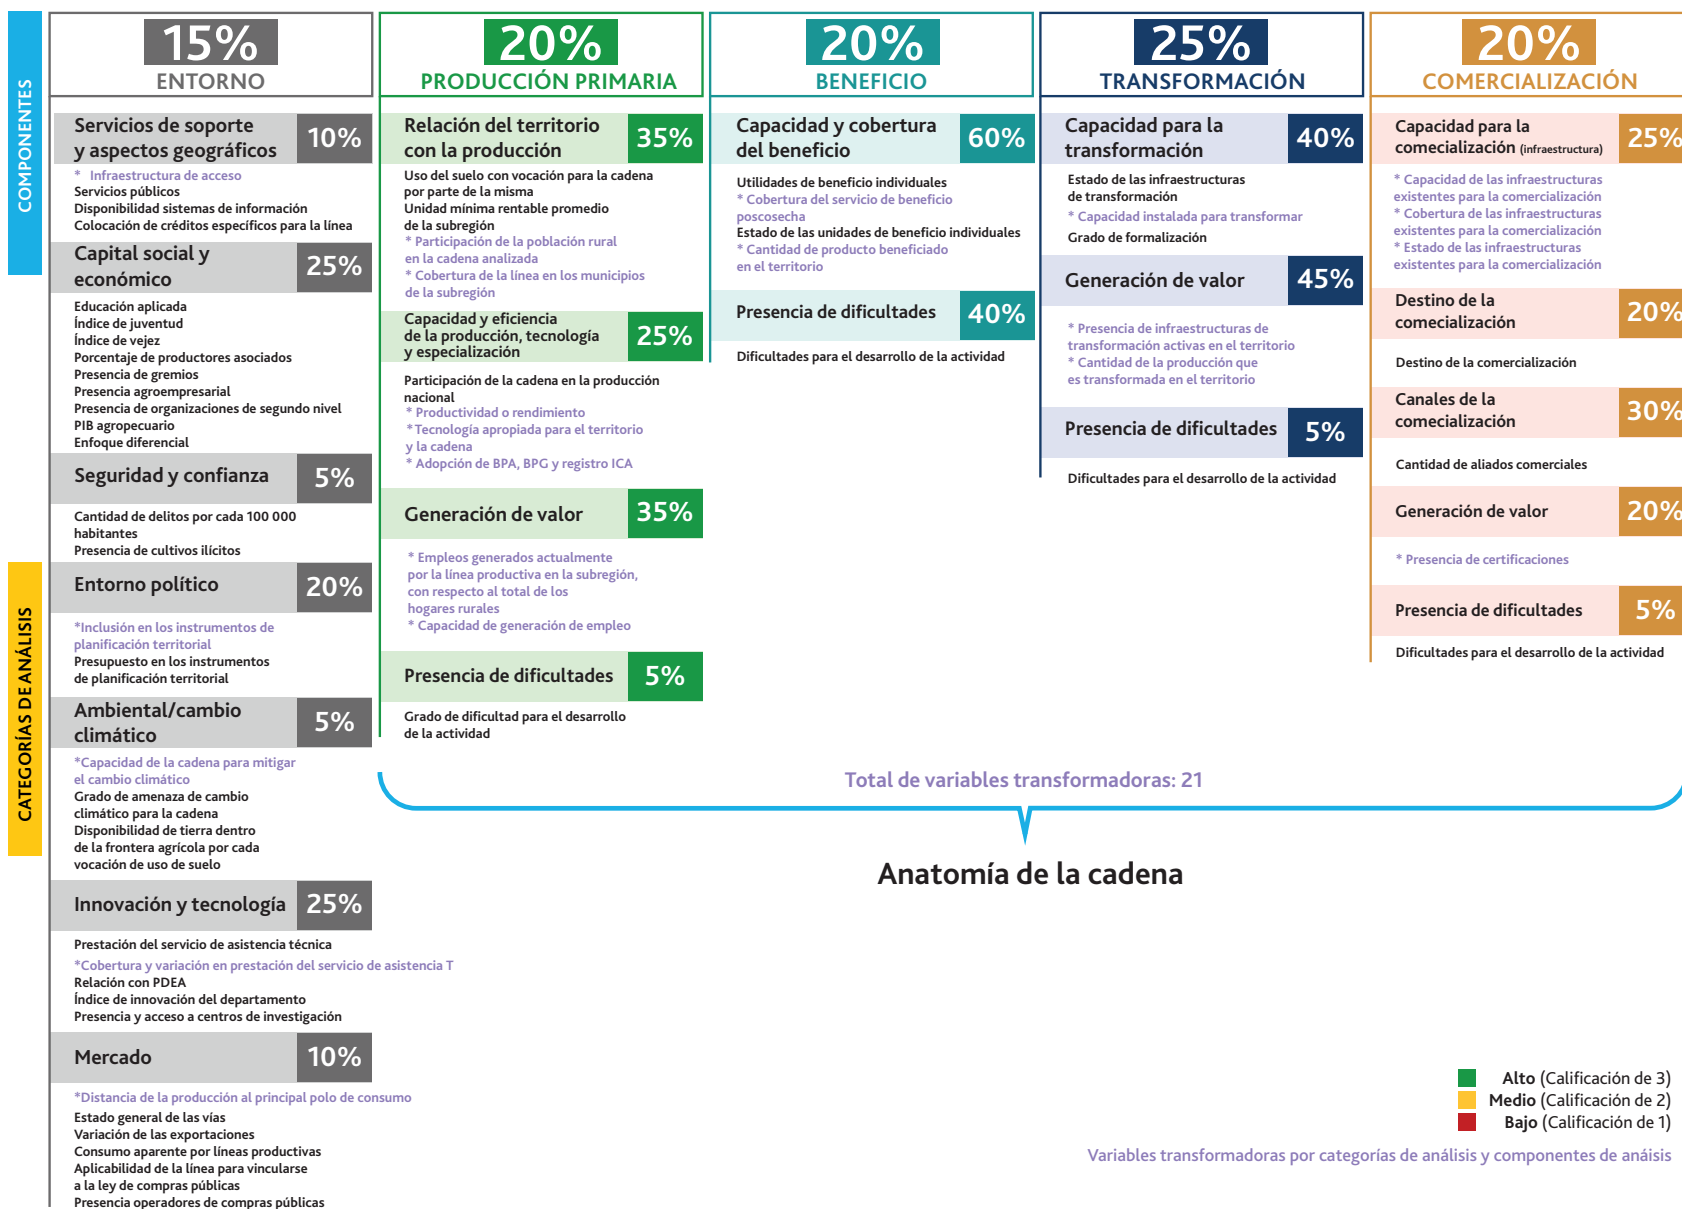 COMPONENTES
CATEGORÍAS DE ANÁLISIS
15%
ENTORNO
Servicios de soporte
y aspectos geográficos
10%
* Infraestructura de acceso
Servicios públicos
Disponibilidad sistemas de información
Colocación de créditos específicos para la línea
Capital social y
económico
25%
Educación aplicada
Índice de juventud
Índice de vejez
Porcentaje de productores asociados
Presencia de gremios
Presencia agroempresarial
Presencia de organizaciones de segundo nivel
PIB agropecuario
Enfoque diferencial
Seguridad y confianza
5%
Cantidad de delitos por cada 100 000
habitantes
Presencia de cultivos ilícitos
Entorno político
20%
*Inclusión en los instrumentos de
planificación territorial
Presupuesto en los instrumentos
de planificación territorial
Ambiental/cambio
climático
5%
*Capacidad de la cadena para mitigar
el cambio climático
Grado de amenaza de cambio
climático para la cadena
Disponibilidad de tierra dentro
de la frontera agrícola por cada
vocación de uso de suelo
Innovación y tecnología
25%
Prestación del servicio de asistencia técnica
*Cobertura y variación en prestación del servicio de asistencia T
Relación con PDEA
Índice de innovación del departamento
Presencia y acceso a centros de investigación
Mercado
10%
*Distancia de la producción al principal polo de consumo
Estado general de las vías
Variación de las exportaciones
Consumo aparente por líneas productivas
Aplicabilidad de la línea para vincularse
a la ley de compras públicas
Presencia operadores de compras públicas
20%
PRODUCCIÓN PRIMARIA
Relación del territorio
con la producción
35%
Uso del suelo con vocación para la cadena
por parte de la misma
Unidad mínima rentable promedio
de la subregión
* Participación de la población rural
en la cadena analizada
* Cobertura de la línea en los municipios
de la subregión
Capacidad y eficiencia
de la producción, tecnología
y especialización
25%
Participación de la cadena en la producción
nacional
* Productividad o rendimiento
* Tecnología apropiada para el territorio
y la cadena
* Adopción de BPA, BPG y registro ICA
Generación de valor
35%
* Empleos generados actualmente
por la línea productiva en la subregión,
con respecto al total de los
hogares rurales
* Capacidad de generación de empleo
Presencia de dificultades
5%
Grado de dificultad para el desarrollo
de la actividad
20%
BENEFICIO
Capacidad y cobertura
del beneficio
60%
Utilidades de beneficio individuales
* Cobertura del servicio de beneficio
poscosecha
Estado de las unidades de beneficio individuales
* Cantidad de producto beneficiado
en el territorio
Presencia de dificultades
40%
Dificultades para el desarrollo de la actividad
25%
TRANSFORMACIÓN
Capacidad para la
transformación
40%
Estado de las infraestructuras
de transformación
* Capacidad instalada para transformar
Grado de formalización
Generación de valor
45%
* Presencia de infraestructuras de
transformación activas en el territorio
* Cantidad de la producción que
es transformada en el territorio
Presencia de dificultades
5%
Dificultades para el desarrollo de la actividad
20%
COMERCIALIZACIÓN
Capacidad para la
comecialización (infraestructura)
25%
* Capacidad de las infraestructuras
existentes para la comercialización
* Cobertura de las infraestructuras
existentes para la comercialización
* Estado de las infraestructuras
existentes para la comercialización
Destino de la
comecialización
20%
Destino de la comercialización
Canales de la
comecialización
30%
Cantidad de aliados comerciales
Generación de valor
20%
* Presencia de certificaciones
Presencia de dificultades
5%
Dificultades para el desarrollo de la actividad
Total de variables transformadoras: 21
Anatomía de la cadena
Alto (Calificación de 3)
Medio (Calificación de 2)
Bajo (Calificación de 1)
Variables transformadoras por categorías de análisis y componentes de anáisis